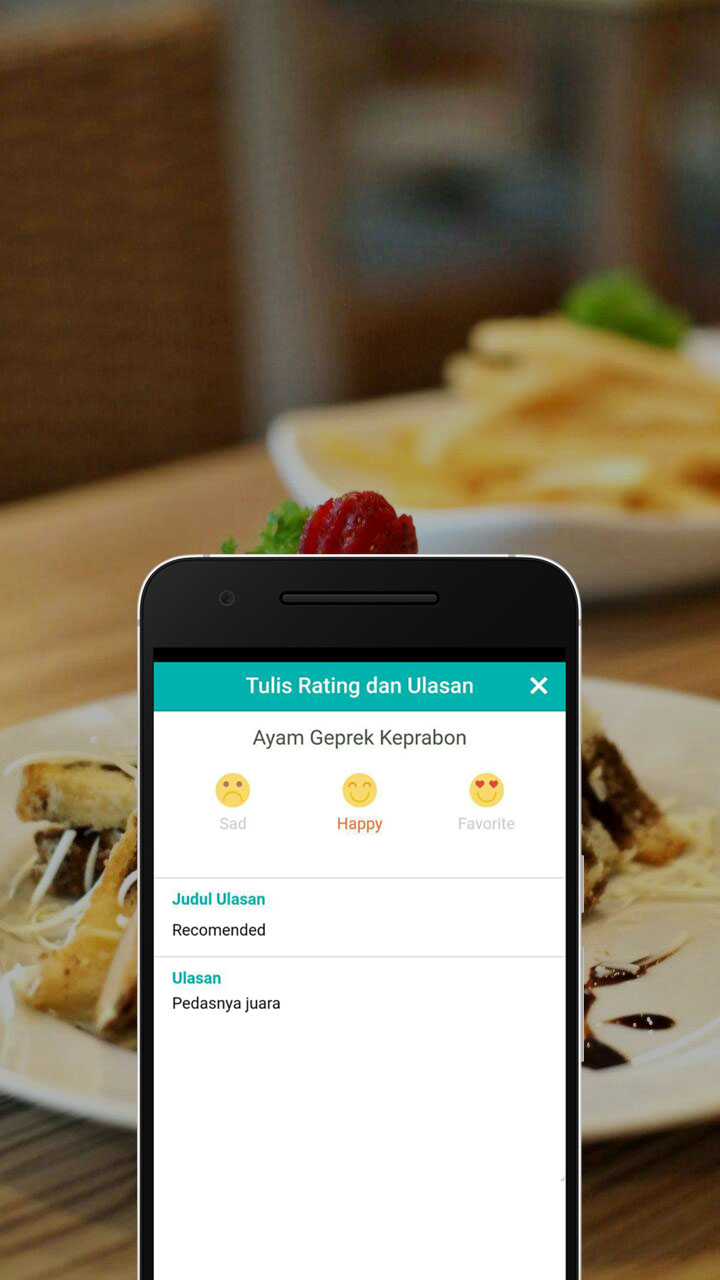 Tulis Rating dan Ulasan
Ayam Geprek Keprabon
Sad Happy Favorite
Judul Ulasan
Recomended
Ulasan
Pedasnya juara